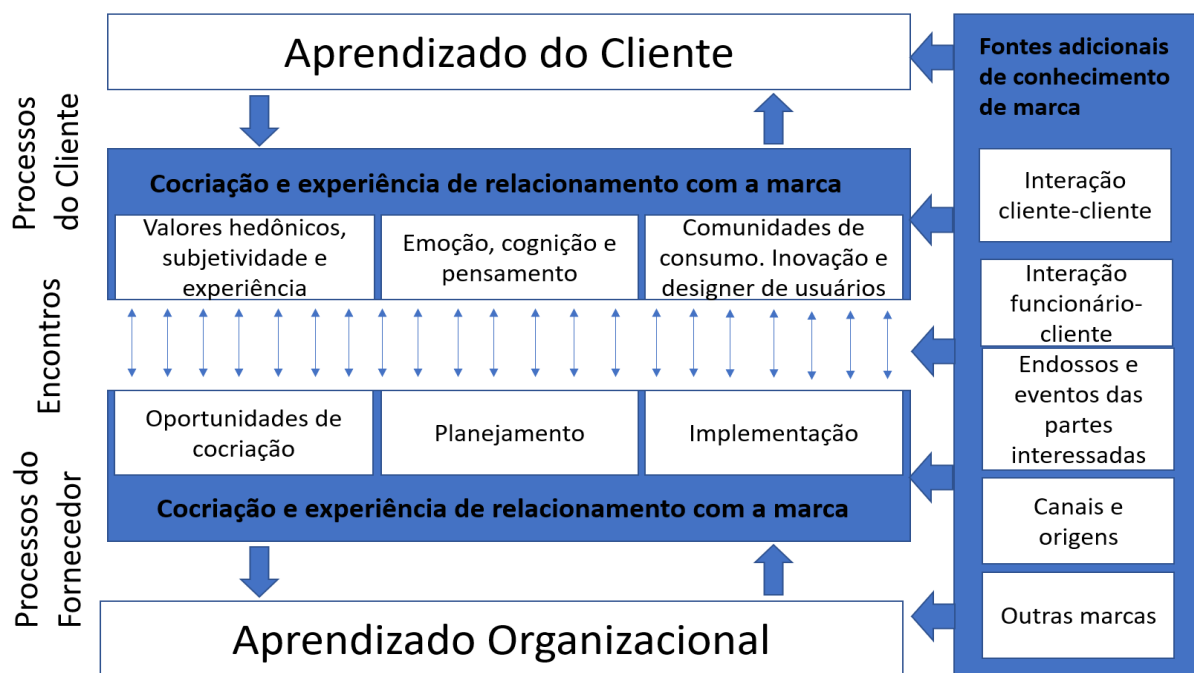 Aprendizado do Cliente
Processos
do Cliente
Cocriação e experiência de relacionamento com a marca
Valores hedônicos,
subjetividade e
experiência
Emoção, cognição e
pensamento
Comunidades de
consumo. Inovação e
designer de usuários
Encontros
Oportunidades de
cocriação
Planejamento
Implementação
Cocriação e experiência de relacionamento com a marca
Processos do
Fornecedor
Aprendizado Organizacional
Fontes adicionais
de conhecimento
de marca
Interação
cliente-cliente
Interação
funcionário-
cliente
Endossos e
eventos das
partes
interessadas
Canais e
origens
Outras marcas